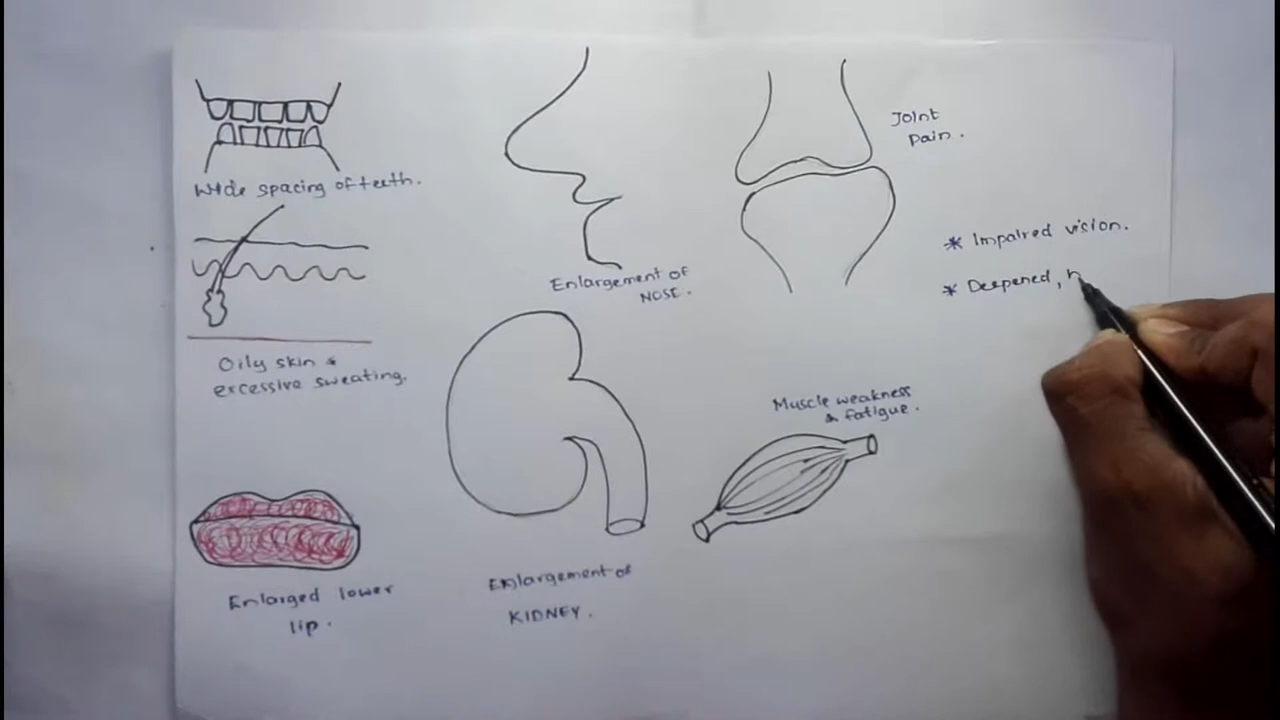 Wide spacing of teeth.
Oily skin &
excessive sweating.
Enlarged lower
lip.
Enlargement of
NOSE.
Enlargement of
KIDNEY.
Joint
pain.
Muscle weakness
& fatigue.
* Impaired vision.
* Deepened, h